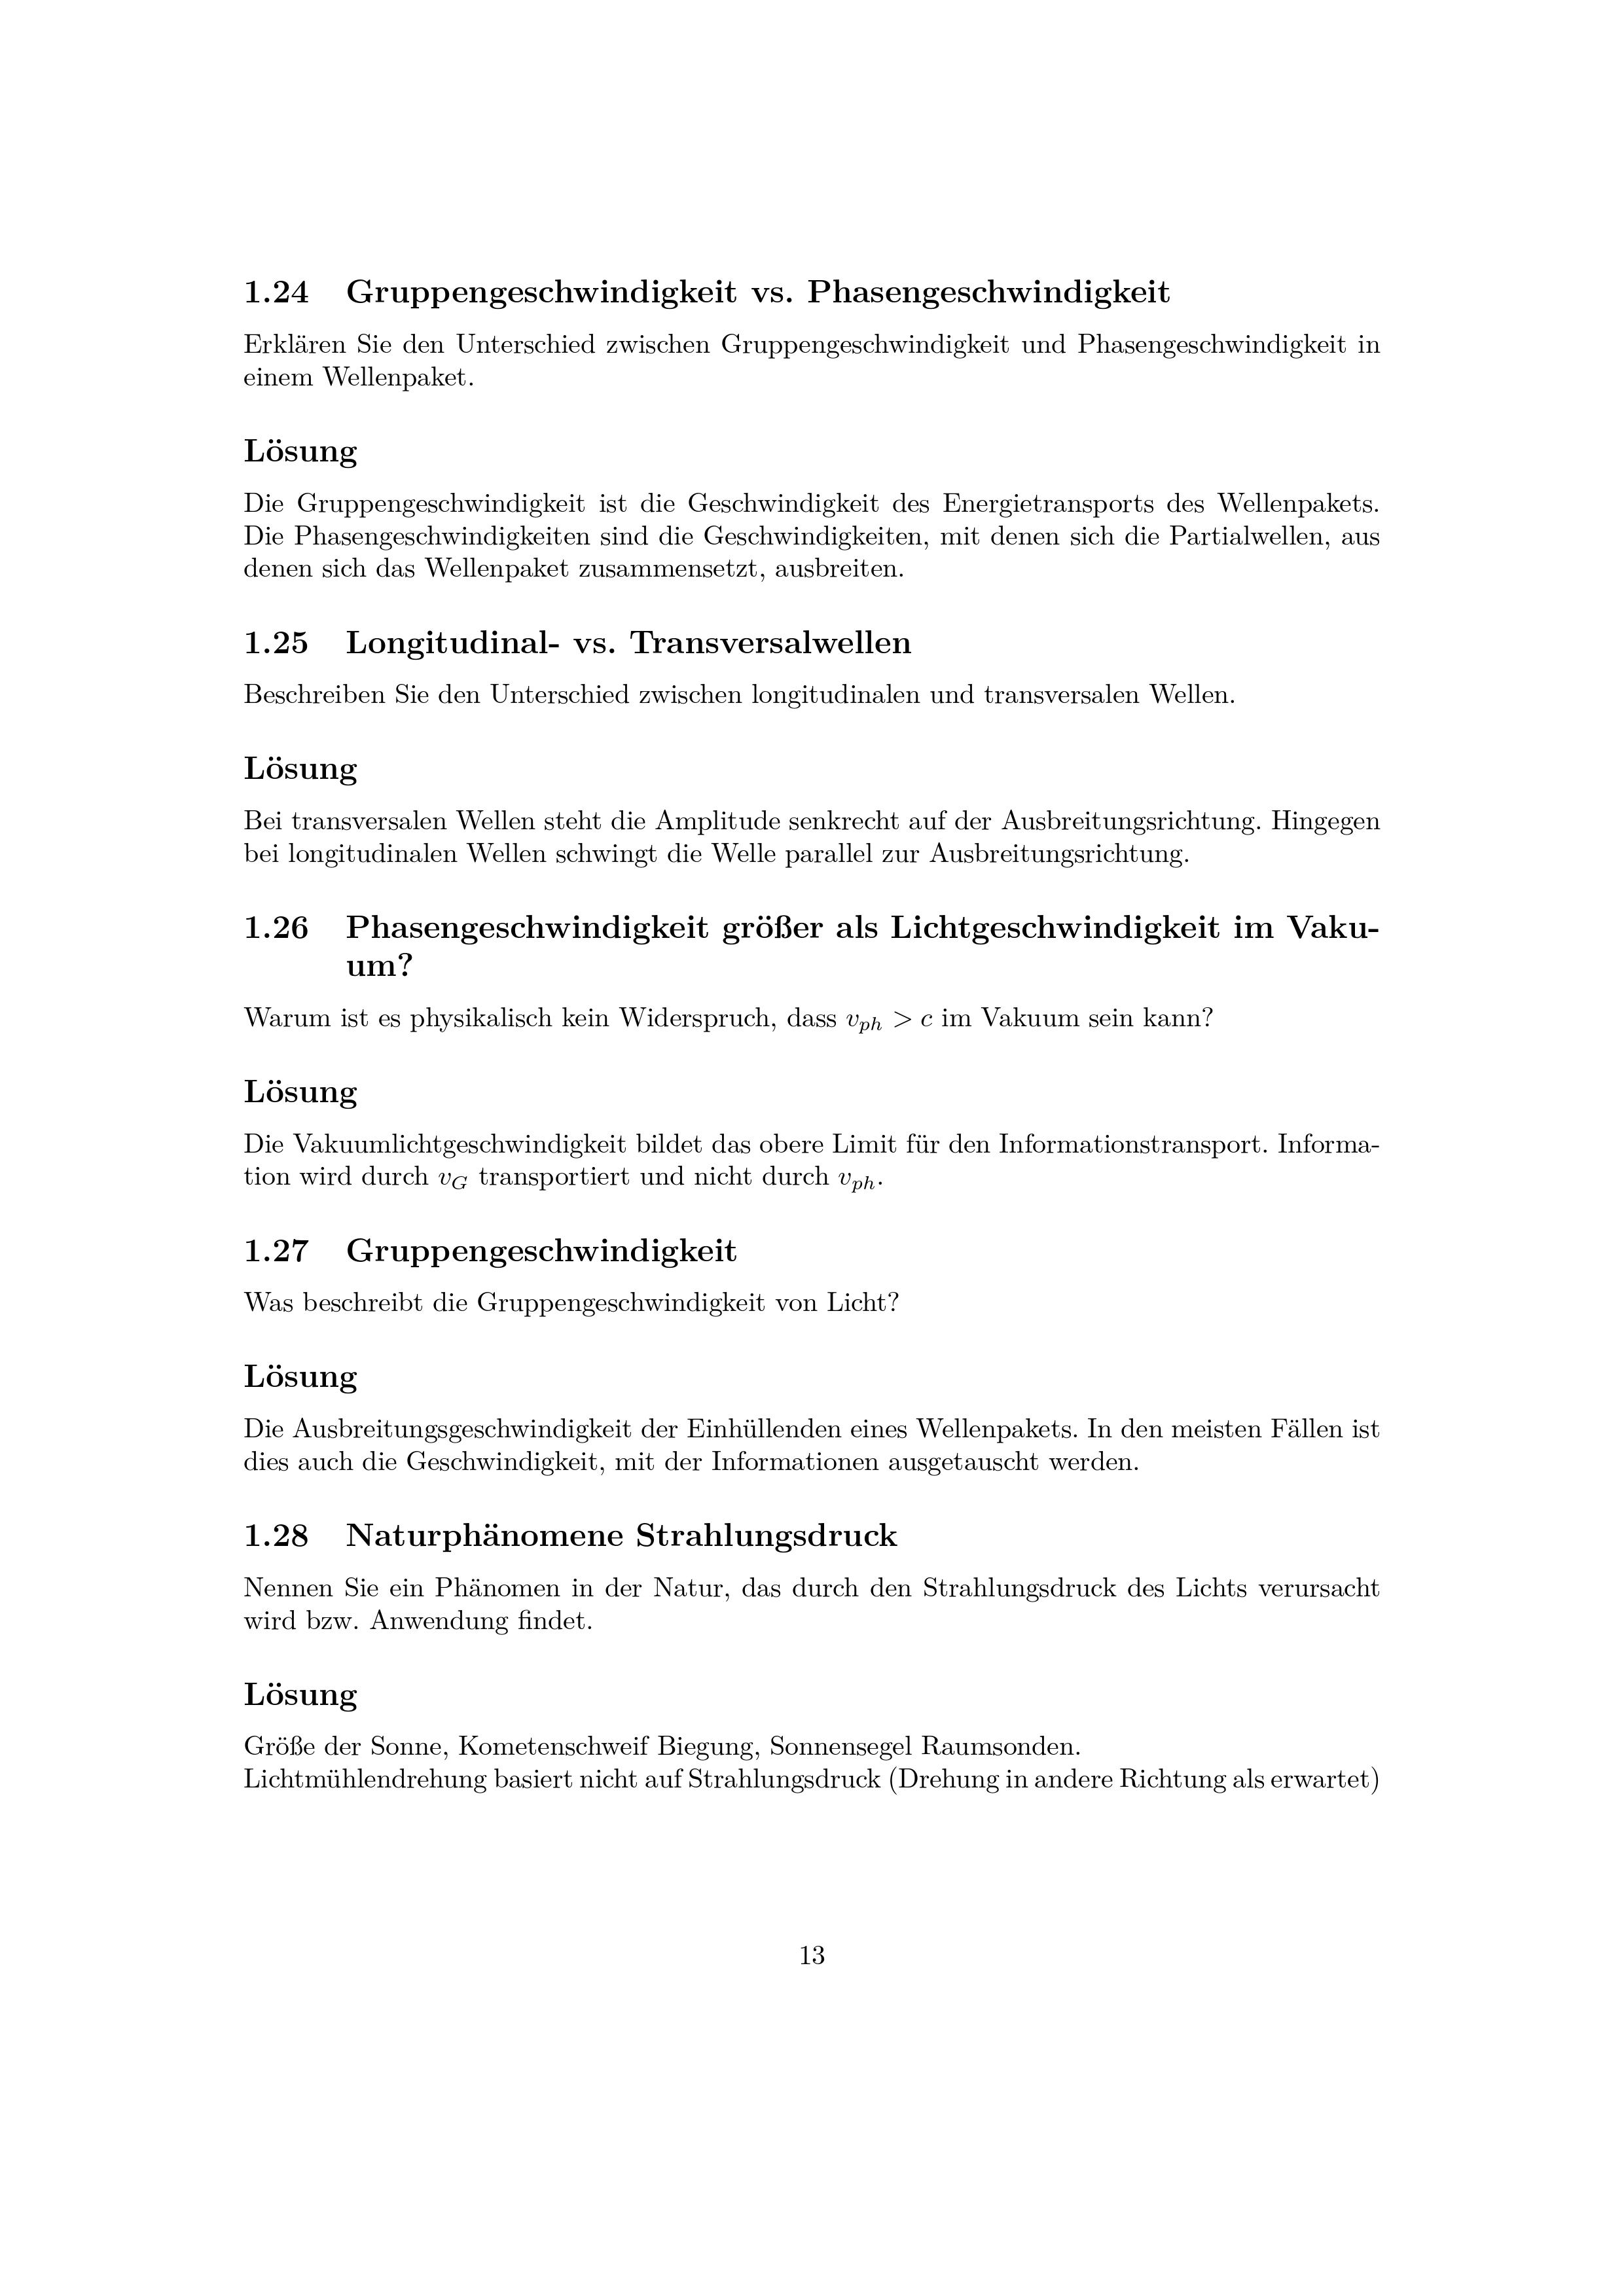 1.24 Gruppengeschwindigkeit vs. Phasengeschwindigkeit
Erklären Sie den Unterschied zwischen Gruppengeschwindigkeit und Phasengeschwindigkeit in
einem Wellenpaket.
Lösung
Die Gruppengeschwindigkeit ist die Geschwindigkeit des Energietransports des Wellenpakets.
Die Phasengeschwindigkeiten sind die Geschwindigkeiten, mit denen sich die Partialwellen, aus
denen sich das Wellenpaket zusammensetzt, ausbreiten.
1.25 Longitudinal- vs. Transversalwellen
Beschreiben Sie den Unterschied zwischen longitudinalen und transversalen Wellen.
Lösung
Bei transversalen Wellen steht die Amplitude senkrecht auf der Ausbreitungsrichtung. Hingegen
bei longitudinalen Wellen schwingt die Welle parallel zur Ausbreitungsrichtung.
1.26 Phasengeschwindigkeit größer als Lichtgeschwindigkeit im Vaku-
um?
Warum ist es physikalisch kein Widerspruch, dass $v_{ph} > c$ im Vakuum sein kann?
Lösung
Die Vakuumlichtgeschwindigkeit bildet das obere Limit für den Informationstransport. Informa-
tion wird durch $v_G$ transportiert und nicht durch $v_{ph}$.
1.27 Gruppengeschwindigkeit
Was beschreibt die Gruppengeschwindigkeit von Licht?
Lösung
Die Ausbreitungsgeschwindigkeit der Einhüllenden eines Wellenpakets. In den meisten Fällen ist
dies auch die Geschwindigkeit, mit der Informationen ausgetauscht werden.
1.28 Naturphänomene Strahlungsdruck
Nennen Sie ein Phänomen in der Natur, das durch den Strahlungsdruck des Lichts verursacht
wird bzw. Anwendung findet.
Lösung
Größe der Sonne, Kometenschweif Biegung, Sonnensegel Raumsonden.
Lichtmühlendrehung basiert nicht auf Strahlungsdruck (Drehung in andere Richtung als erwartet)
13